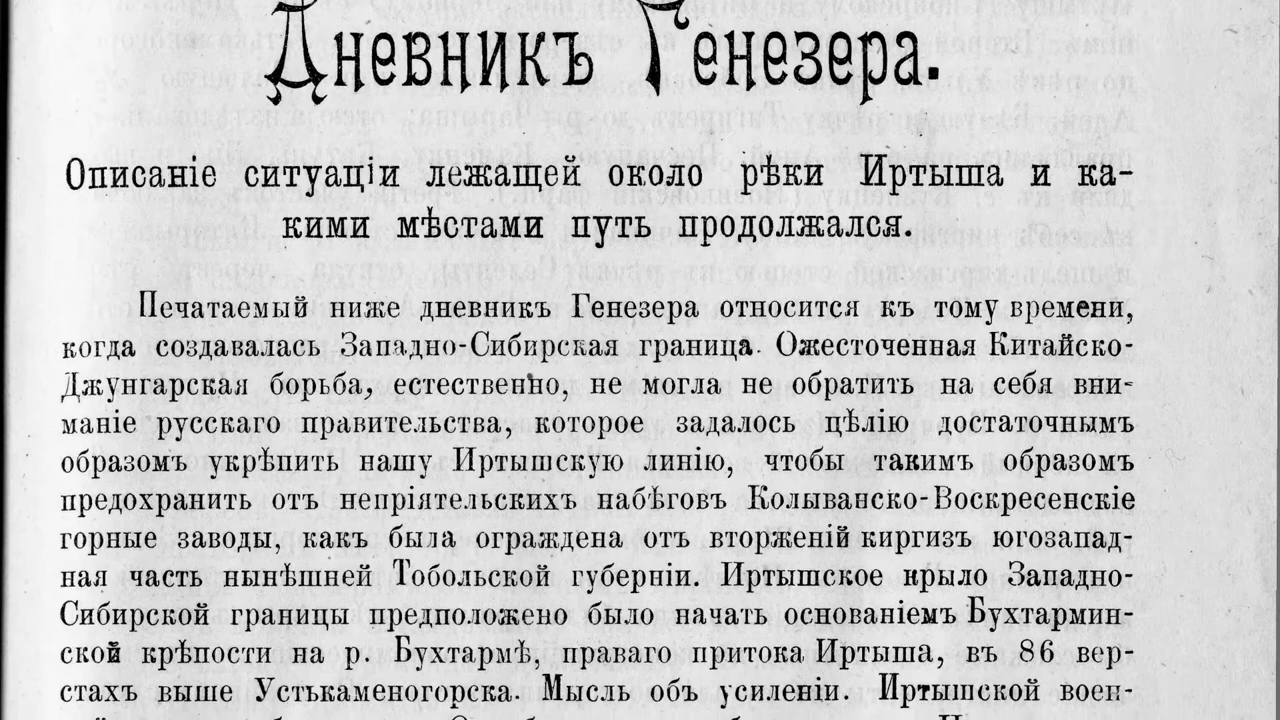 Дневникъ Генезера.
Описаніе ситуаціи лежащей около рѣки Иртыша и ка-
кими мѣстами путь продолжался.
Печатаемый ниже дневникъ Генезера относится къ тому времени,
когда создавалась Западно-Сибирская граница. Ожесточенная Китайско-
Джунгарская борьба, естественно, не могла не обратить на себя вни-
маніе русскаго правительства, которое задалось цѣлію достаточнымъ
образомъ укрѣпить нашу Иртышскую линію, чтобы такимъ образомъ
предохранить отъ непріятельскихъ набѣговъ Колыванско-Воскресенскіе
горные заводы, какъ была ограждена отъ вторженій киргизъ югозапад-
ная часть нынѣшней Тобольской губерніи. Иртышское крыло Западно-
Сибирской границы предположено было начать основаніемъ Бухтармин-
ской крѣпости на р. Бухтармѣ, праваго притока Иртыша, въ 86 вер-
стахъ выше Устькаменогорска. Мысль объ усиленіи. Иртышской воен-